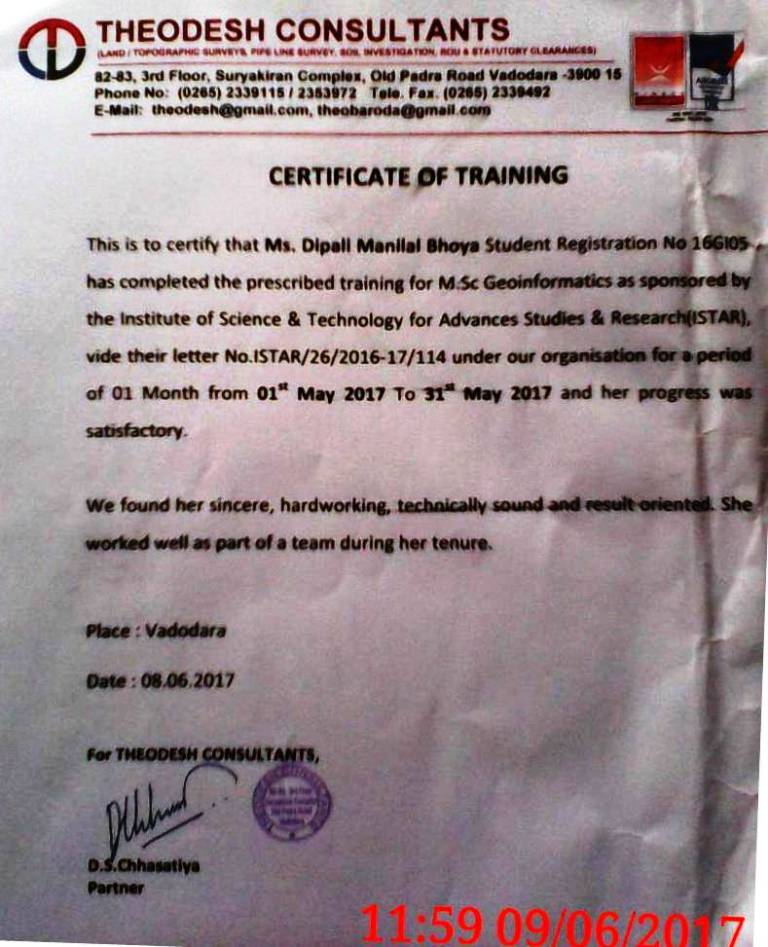 THEODESH CONSULTANTS
(LAND / TOPOGRAPHIC SURVEYS, PIPE LINE SURVEY, SOIL INVESTIGATION, ROU & STATUTORY CLEARANCES)
82-83, 3rd Floor, Suryakiran Complex, Old Padra Road Vadodara -3900 15
Phone No: (0265) 2339115 / 2353972 Tele. Fax. (0265) 2339492
E-Mail: theodesh@gmail.com, theobaroda@gmail.com
CERTIFICATE OF TRAINING
This is to certify that Ms. Dipali Manilal Bhoya Student Registration No 16GI05
has completed the prescribed training for M.Sc Geoinformatics as sponsored by
the Institute of Science & Technology for Advances Studies & Research(ISTAR),
vide their letter No.ISTAR/26/2016-17/114 under our organisation for a period
of 01 Month from 01st May 2017 To 31st May 2017 and her progress was
satisfactory.
We found her sincere, hardworking, technically sound and result oriented. She
worked well as part of a team during her tenure.
Place : Vadodara
Date : 08.06.2017
For THEODESH CONSULTANTS,
D.S.Chhasatiya
Partner
11:59 09/06/2017